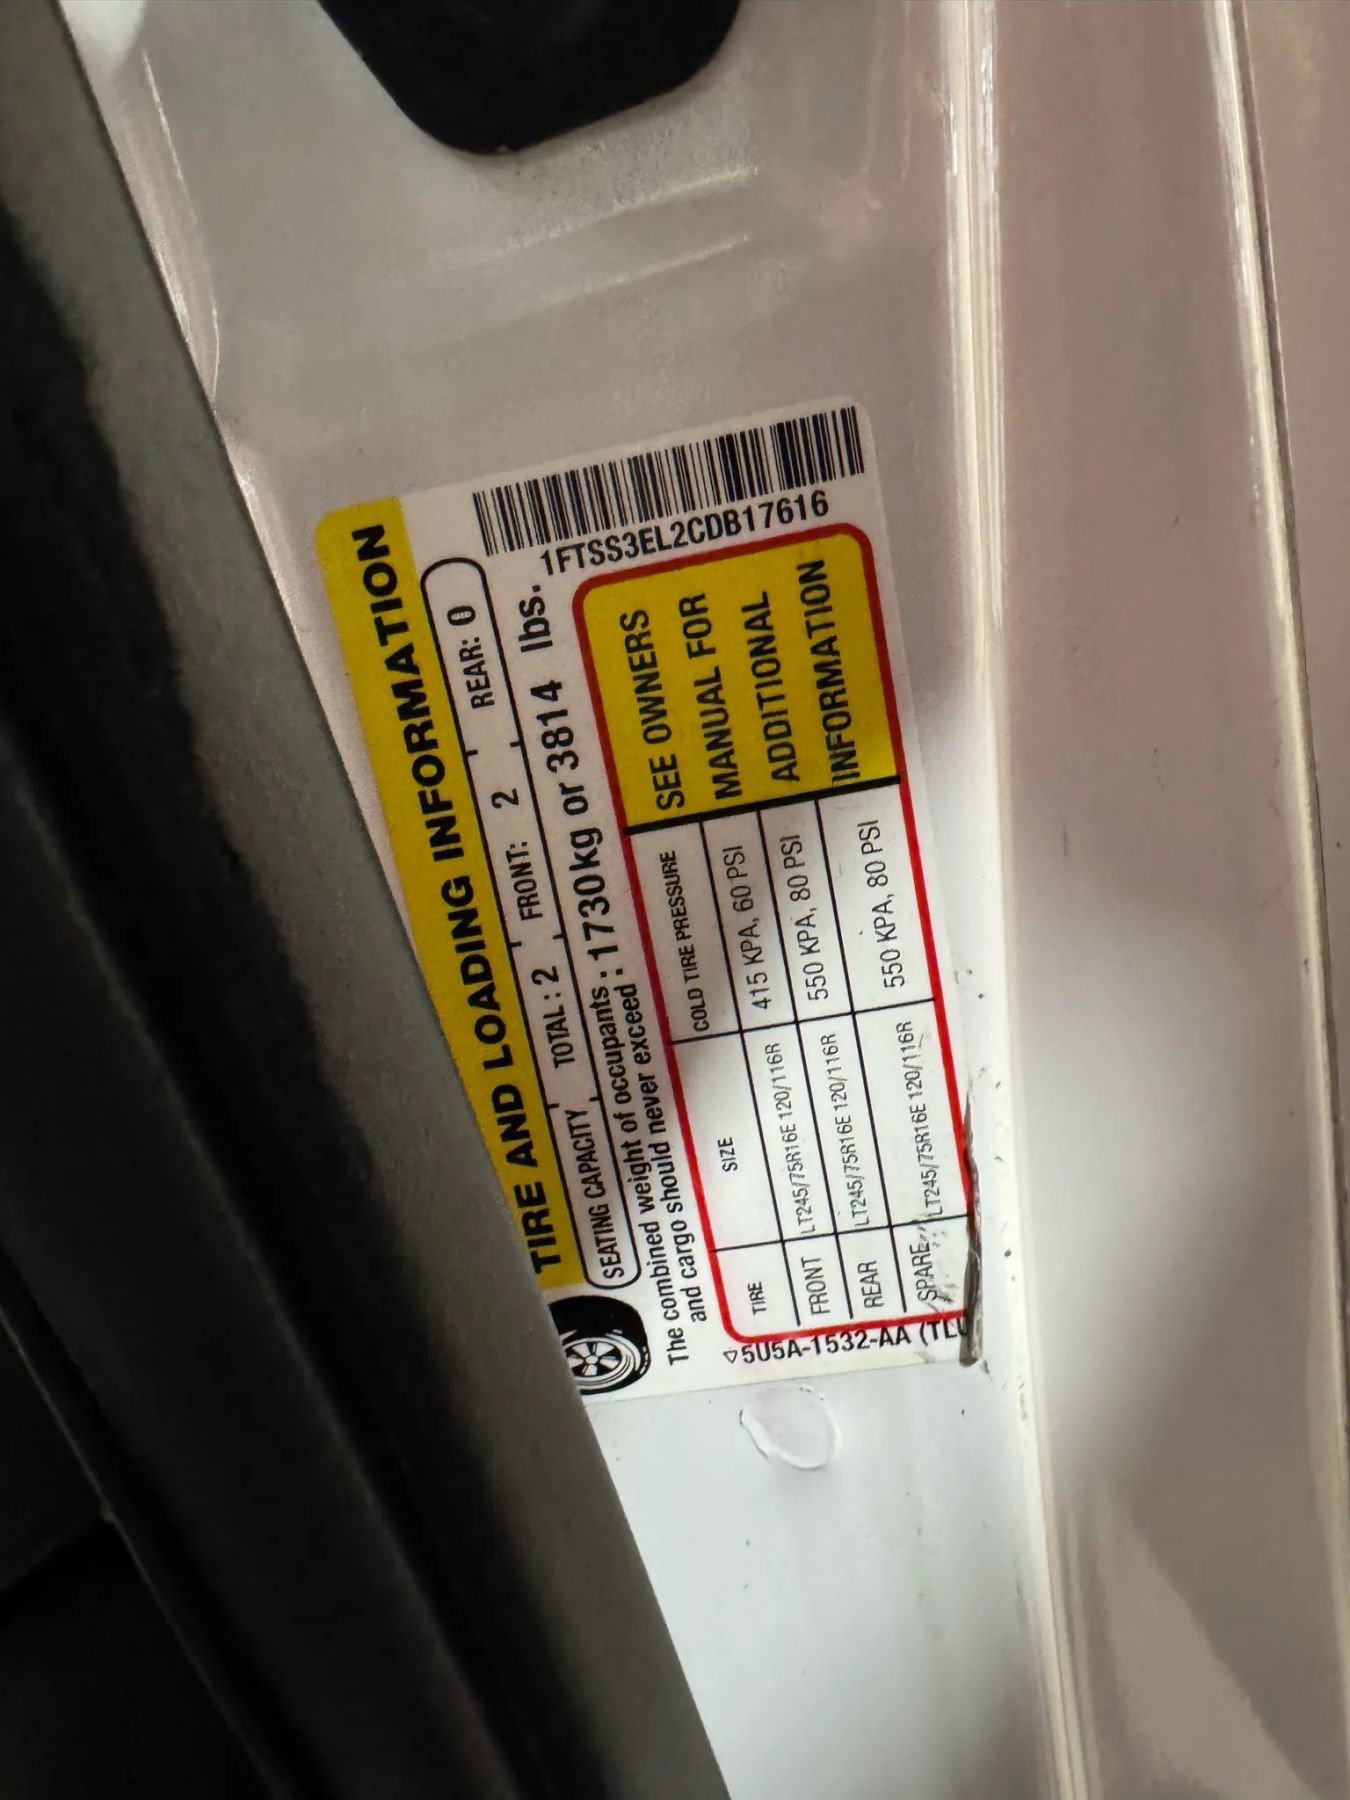 TIRE AND LOADING INFORMATION
SEATING CAPACITY TOTAL: 2 FRONT: 2 REAR: 0
The combined weight of occupants and cargo should never exceed : 1730kg or 3814 lbs.
1FTSS3EL2CDB17616
TIRE SIZE COLD TIRE PRESSURE
FRONT LT245/75R16E 120/116R 415 KPA, 60 PSI
REAR LT245/75R16E 120/116R 550 KPA, 80 PSI
SPARE LT245/75R16E 120/116R 550 KPA, 80 PSI
SEE OWNERS
MANUAL FOR
ADDITIONAL
INFORMATION
5U5A-1532-AA